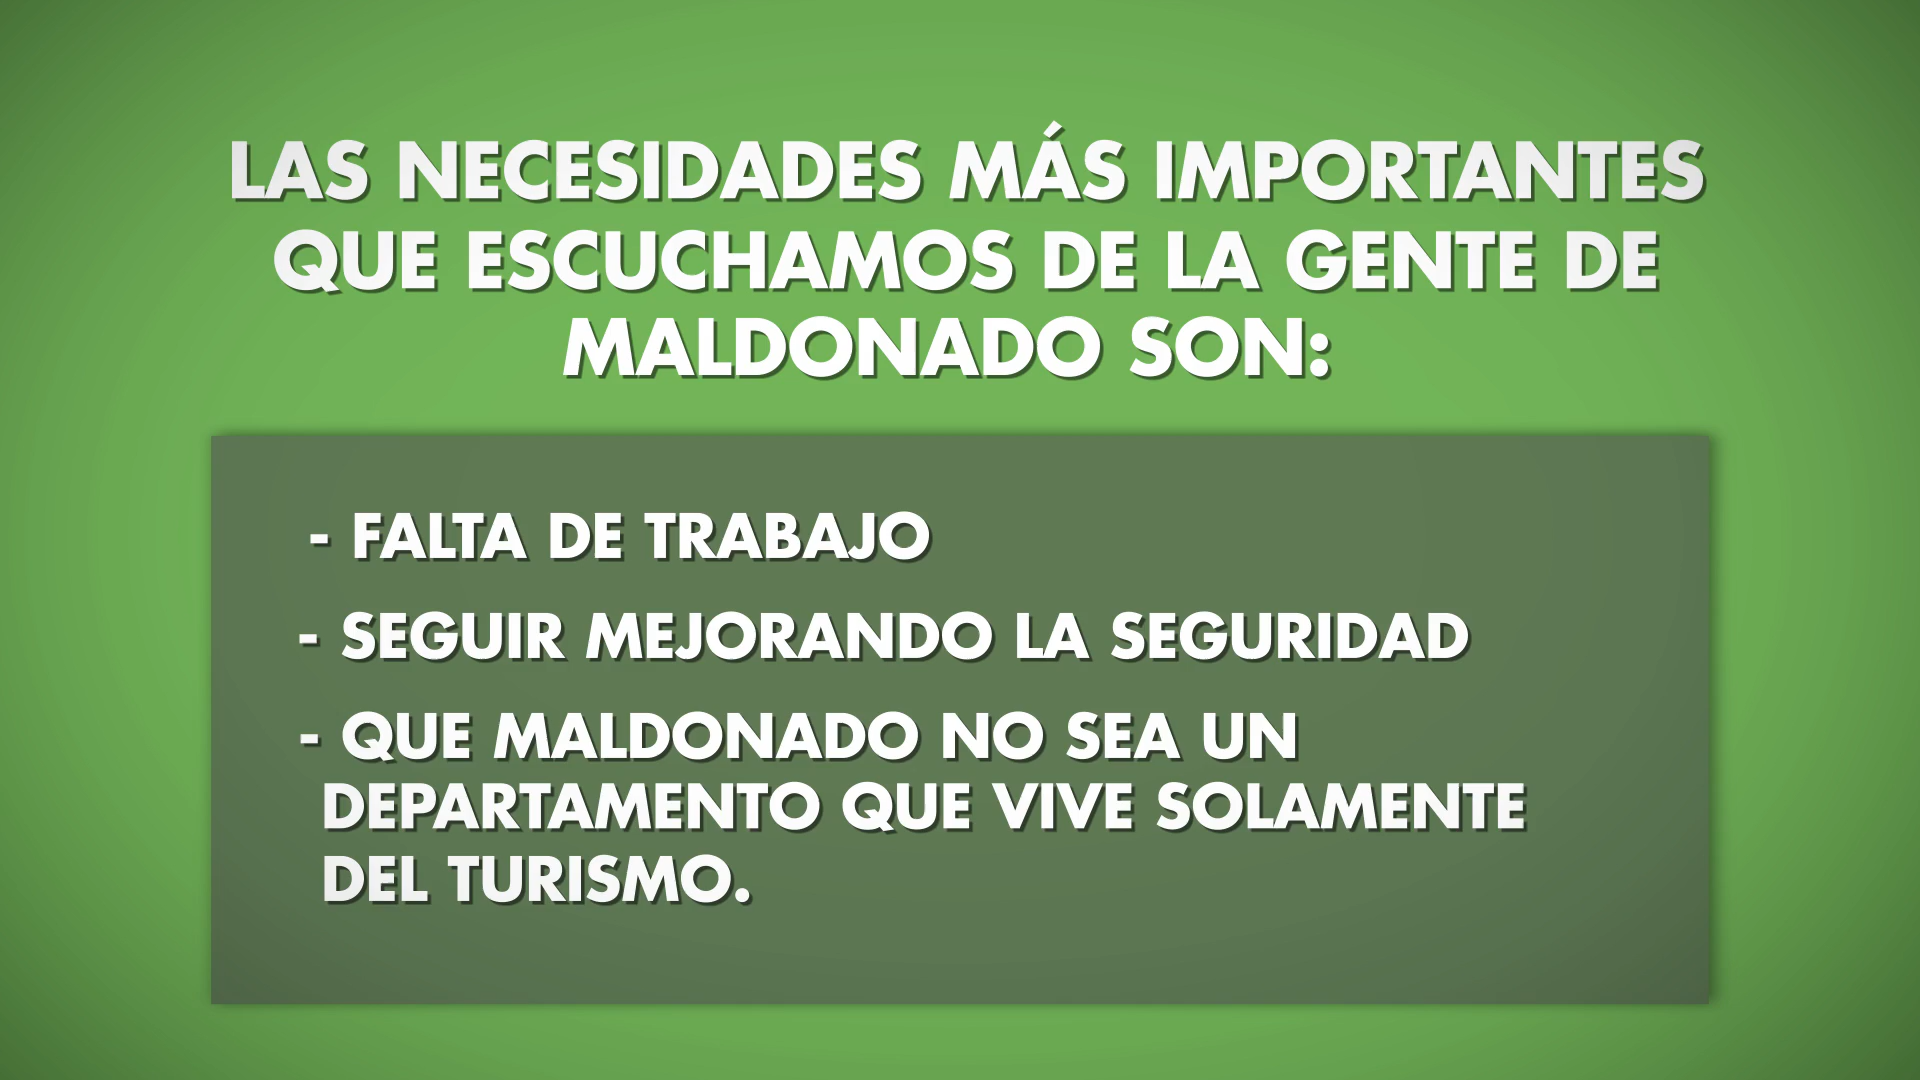 LAS NECESIDADES MÁS IMPORTANTES
QUE ESCUCHAMOS DE LA GENTE DE
MALDONADO SON:
- FALTA DE TRABAJO
- SEGUIR MEJORANDO LA SEGURIDAD
- QUE MALDONADO NO SEA UN
DEPARTAMENTO QUE VIVE SOLAMENTE
DEL TURISMO.